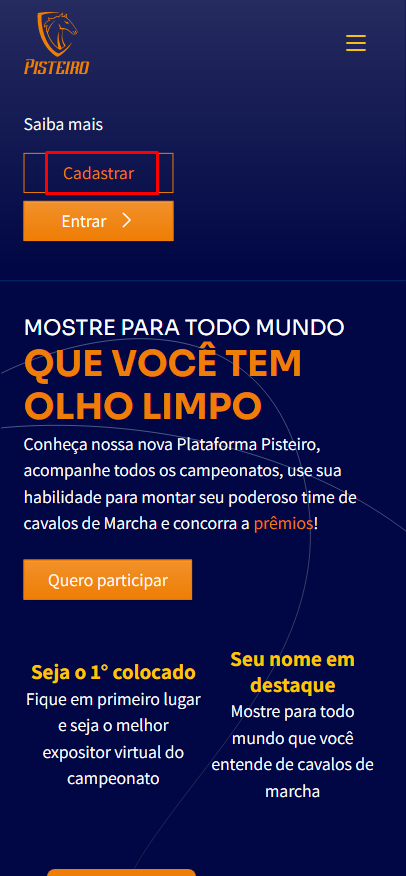 PISTEIRO
Saiba mais
Cadastrar
Entrar
MOSTRE PARA TODO MUNDO
QUE VOCÊ TEM
OLHO LIMPO
Conheça nossa nova Plataforma Pisteiro,
acompanhe todos os campeonatos, use sua
habilidade para montar seu poderoso time de
cavalos de Marcha e concorra a prêmios!
Quero participar
Seja o 1° colocado
Fique em primeiro lugar
e seja o melhor
expositor virtual do
campeonato
Seu nome em
destaque
Mostre para todo
mundo que você
entende de cavalos de
marcha